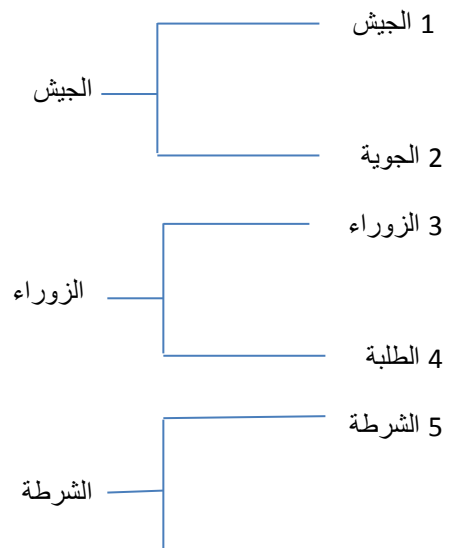 1 الجيش
الجيش
2 الجوية
3 الزوراء
الزوراء
4 الطلبة
5 الشرطة
الشرطة